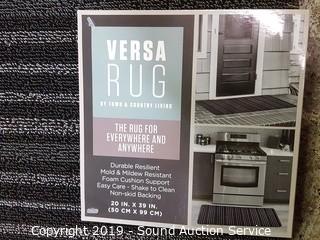 VERSA
RUG
BY TOWN & COUNTRY LIVING
THE RUG FOR
EVERYWHERE AND
ANYWHERE
Durable Resilient
Mold & Mildew Resistant
Foam Cushion Support
Easy Care - Shake to Clean
Non-skid Backing
20 IN. X 39 IN.
(50 CM X 99 CM)
Copyright 2019 - Sound Auction Service